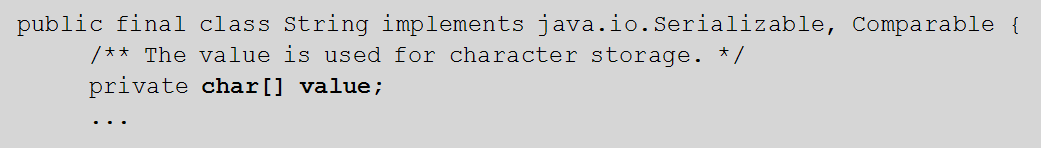 public final class String implements java.io.Serializable, Comparable {
    /** The value is used for character storage. */
    private char[] value;
    ...